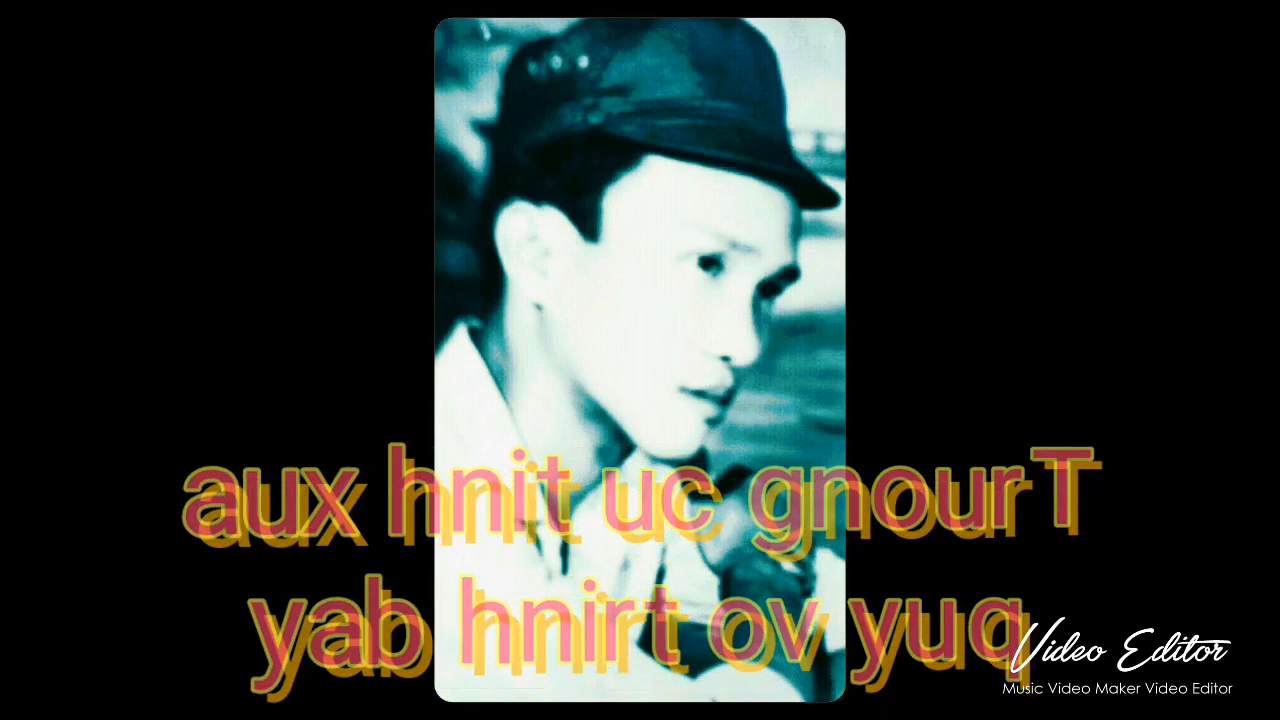 aux hnit uc gnourT
yab hnirt ov yuq
Video Editor
Music Video Maker Video Editor